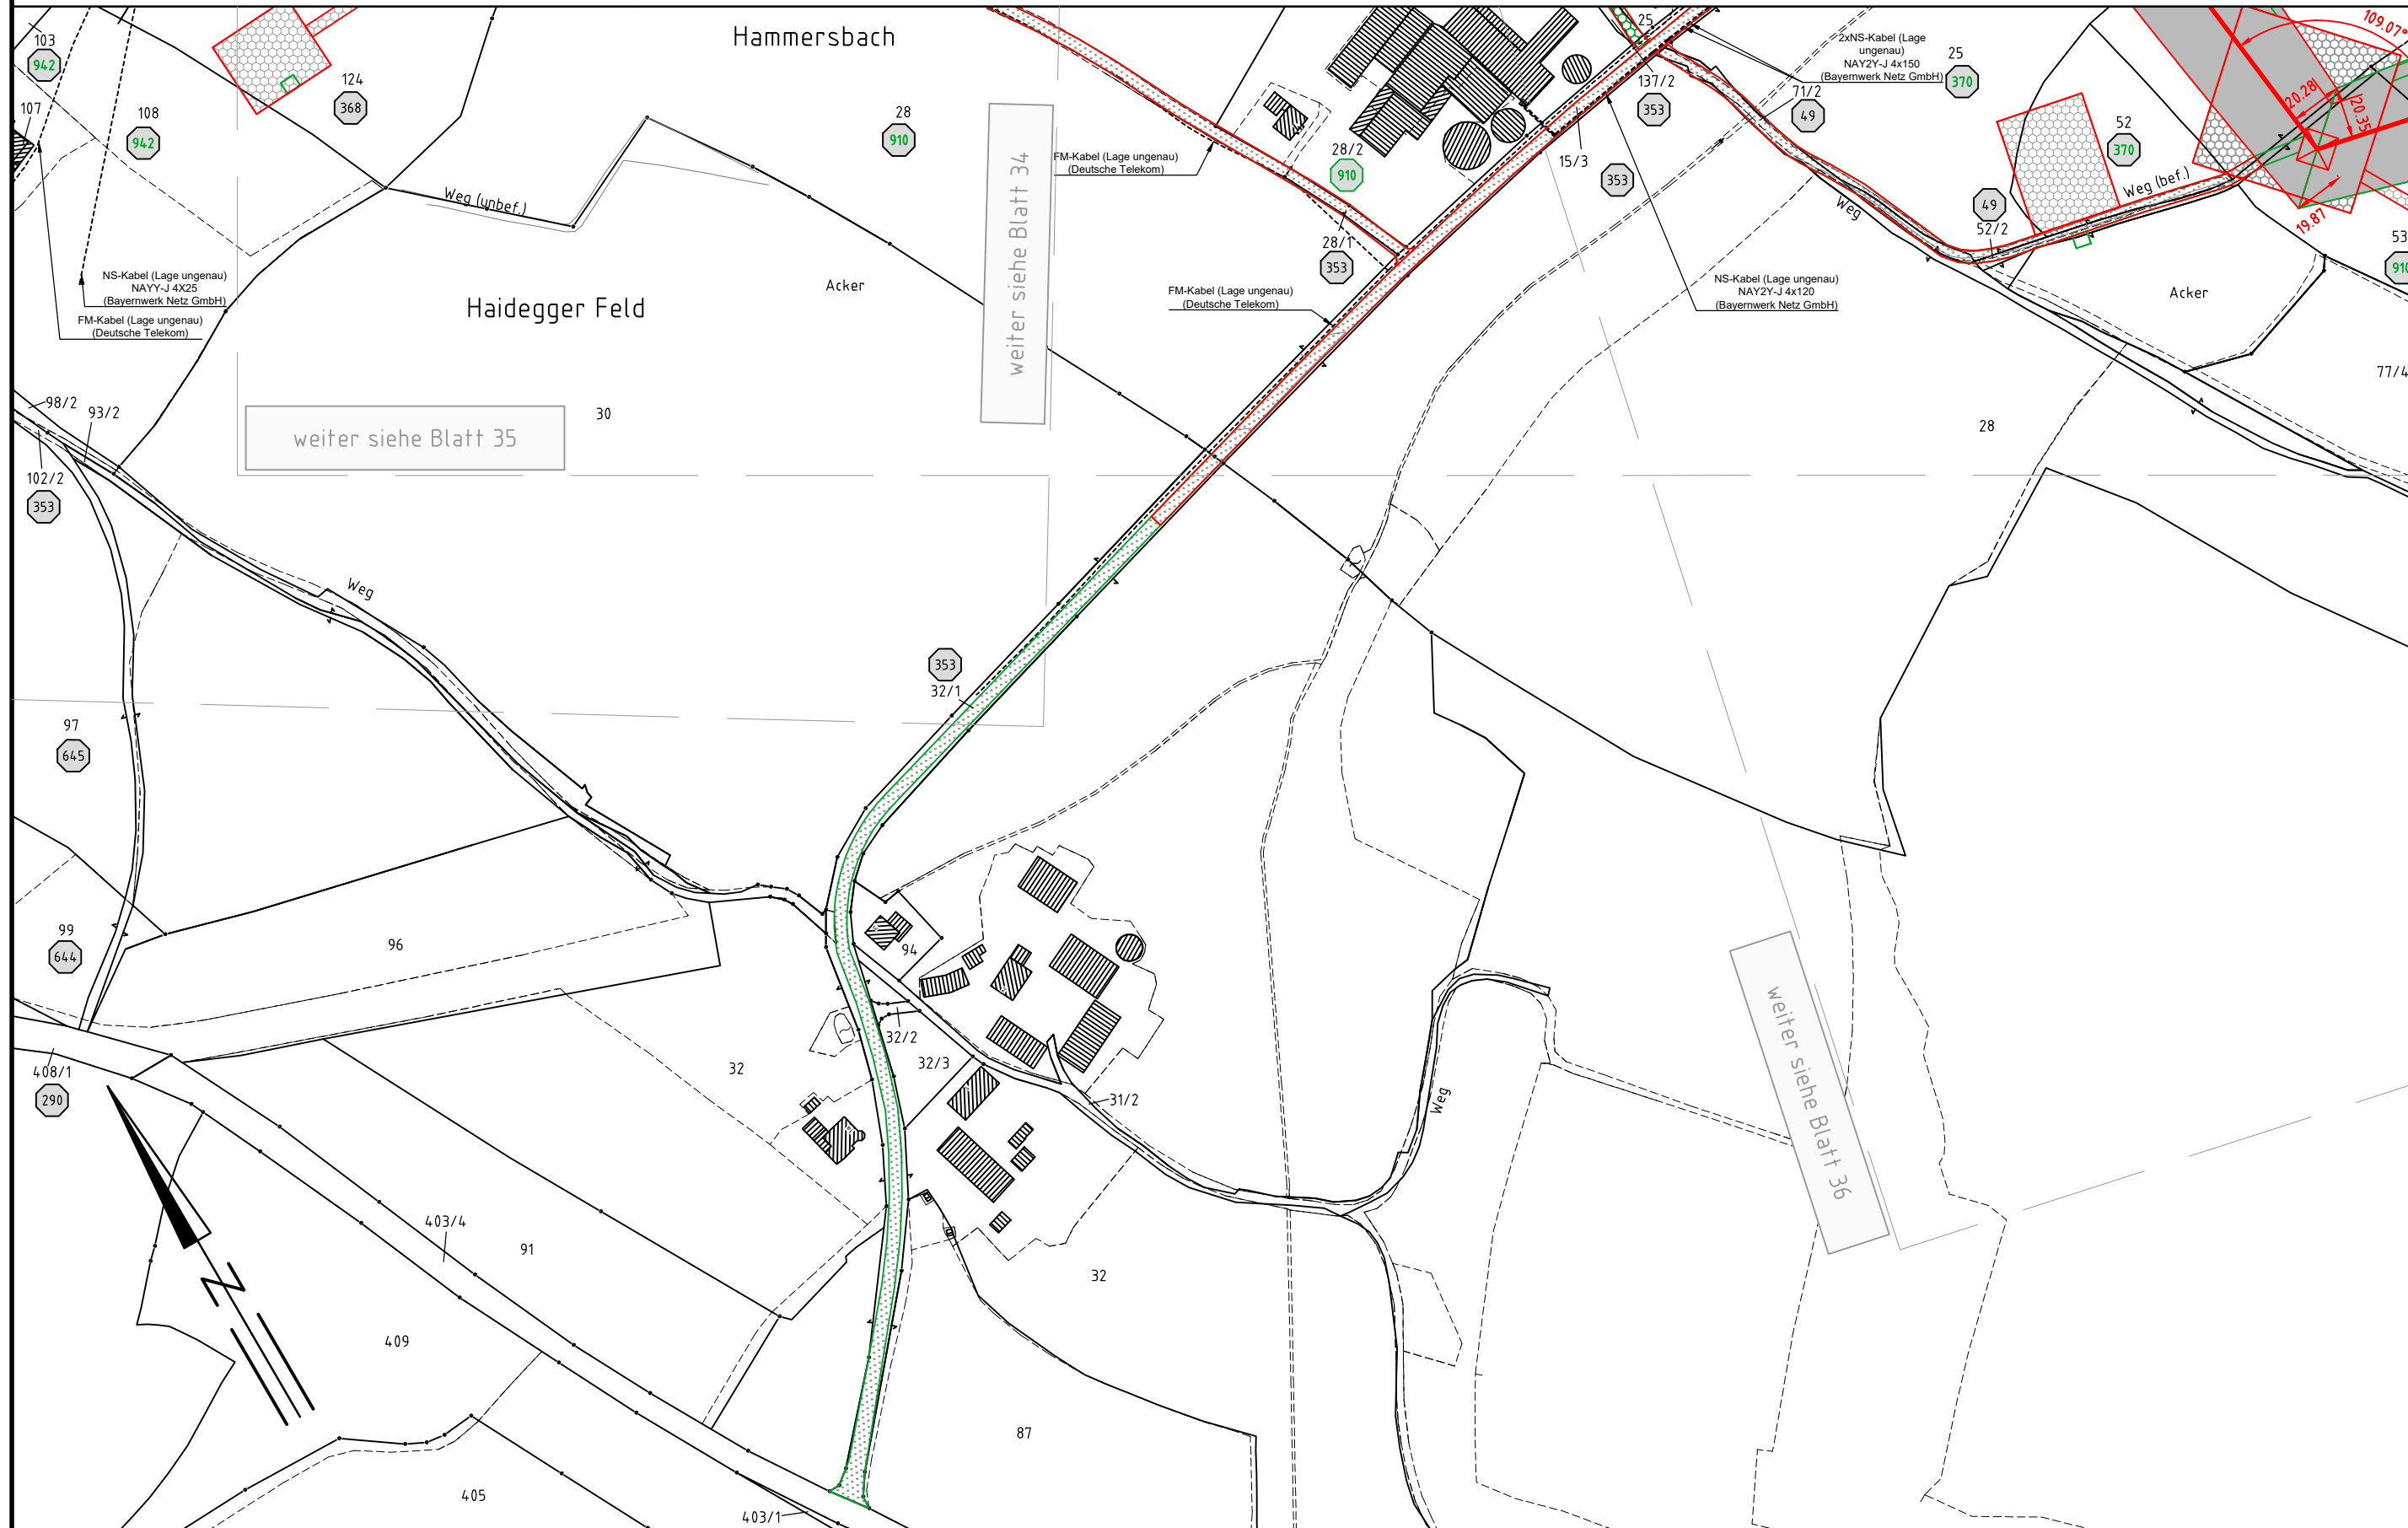 Hammersbach
103
942
107
108
942
124
368
28
910
Weg (unbef.)
NS-Kabel (Lage ungenau)
NAYY-J 4X25
(Bayernwerk Netz GmbH)
FM-Kabel (Lage ungenau)
(Deutsche Telekom)
Haidegger Feld
Acker
weiter siehe Blatt 34
FM-Kabel (Lage ungenau)
(Deutsche Telekom)
28/2
910
28/1
353
FM-Kabel (Lage ungenau)
(Deutsche Telekom)
25
137/2
353
15/3
353
2xNS-Kabel (Lage
ungenau)
NAY2Y-J 4x150
(Bayernwerk Netz GmbH)
25
370
71/2
49
NS-Kabel (Lage ungenau)
NAY2Y-J 4x120
(Bayernwerk Netz GmbH)
Weg
49
52/2
52
370
Weg (bef.)
109.07°
20.28
20.35
19.87
53
910
Acker
77/4
28
98/2
93/2
102/2
353
weiter siehe Blatt 35
30
Weg
353
32/1
97
645
99
644
96
94
32/2
32/3
32
31/2
Weg
weiter siehe Blatt 36
408/1
290
N
403/4
91
409
32
87
405
403/1